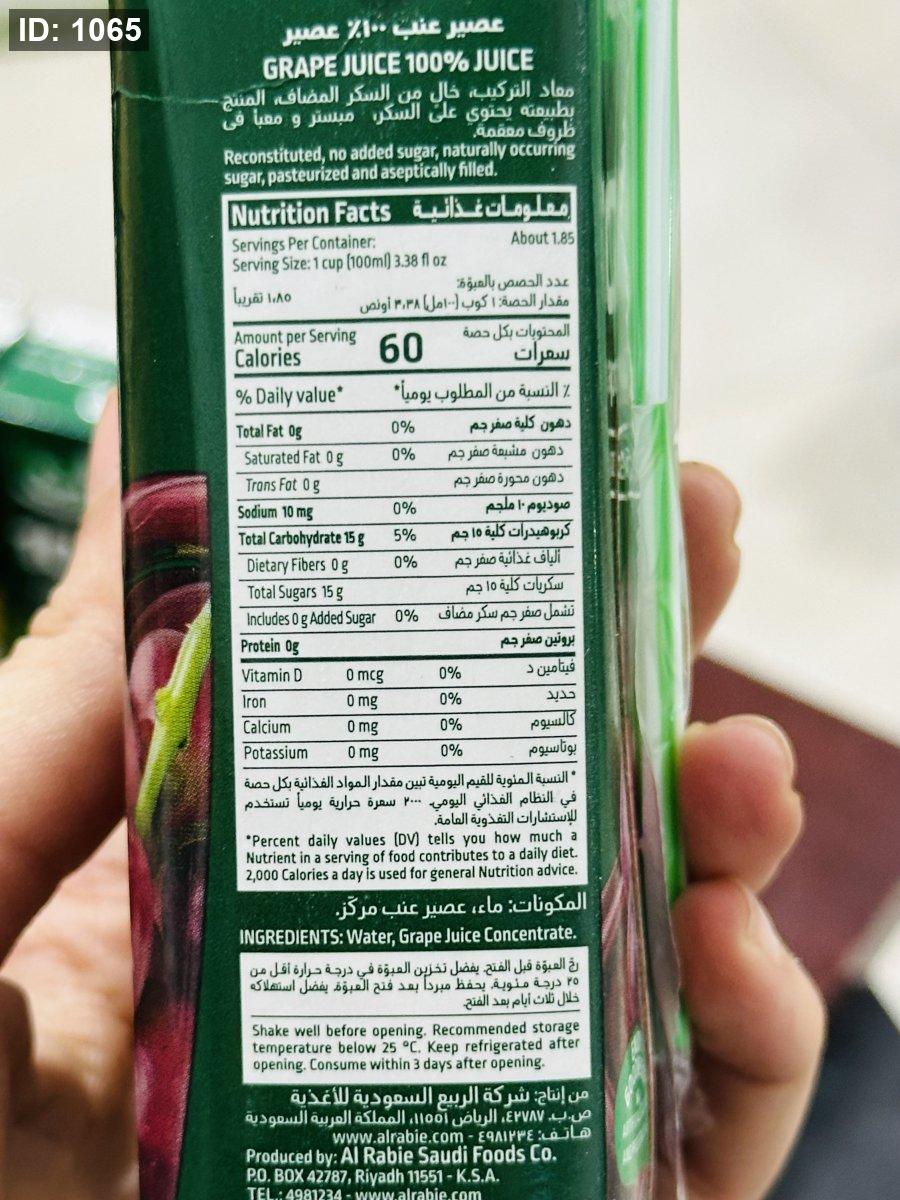 ID: 1065
عصير عنب ١٠٠٪ عصير
GRAPE JUICE 100% JUICE
معاد التركيب، خالٍ من السكر المضاف، المنتج
بطبيعته يحتوي على السكر، مبستر و معبأ في
ظروف معقمة.
Reconstituted, no added sugar, naturally occurring
sugar, pasteurized and aseptically filled.
Nutrition Facts معلومات غذائية
Servings Per Container: About 1.85
Serving Size: 1 cup (100ml) 3.38 fl oz
عدد الحصص بالعبوّة:
مقدار الحصة: ١ كوب (١٠٠مل) ٣،٣٨ أونص ١،٨٥ تقريباً
Amount per Serving المحتويات بكل حصة
Calories 60 سعرات
% Daily value* ٪ النسبة من المطلوب يومياً*
Total Fat 0g 0% دهون كلية صفر جم
Saturated Fat 0 g 0% دهون مشبعة صفر جم
Trans Fat 0 g دهون محورة صفر جم
Sodium 10 mg 0% صوديوم ١٠ ملجم
Total Carbohydrate 15 g 5% كربوهيدرات كلية ١٥ جم
Dietary Fibers 0 g 0% ألياف غذائية صفر جم
Total Sugars 15 g سكريات كلية ١٥ جم
Includes 0 g Added Sugar 0% تشمل صفر جم سكر مضاف
Protein 0g بروتين صفر جم
Vitamin D 0 mcg 0% فيتامين د
Iron 0 mg 0% حديد
Calcium 0 mg 0% كالسيوم
Potassium 0 mg 0% بوتاسيوم
* النسبة المئوية للقيم اليومية تبين مقدار المواد الغذائية بكل حصة
في النظام الغذائي اليومي. ٢٠٠٠ سعرة حرارية يومياً تستخدم
للإستشارات التغذوية العامة.
*Percent daily values (DV) tells you how much a
Nutrient in a serving of food contributes to a daily diet.
2,000 Calories a day is used for general Nutrition advice.
المكونات: ماء، عصير عنب مركّز.
INGREDIENTS: Water, Grape Juice Concentrate.
رجّ العبوّة قبل الفتح. يفضل تخزين العبوّة في درجة حرارة أقل من
٢٥ درجة مئوية. يحفظ مبرداً بعد فتح العبوّة. يفضل استهلاكه
خلال ثلاث أيام بعد الفتح.
Shake well before opening. Recommended storage
temperature below 25 °C. Keep refrigerated after
opening. Consume within 3 days after opening.
من إنتاج: شركة الربيع السعودية للأغذية
ص.ب. ٤٢٧٨٧، الرياض ١١٥٥١، المملكة العربية السعودية
هاتف: ٤٩٨١٢٣٤ - www.alrabie.com
Produced by: Al Rabie Saudi Foods Co.
P.O. BOX 42787, Riyadh 11551 - K.S.A.
TEL.: 4981234 - www.alrabie.com